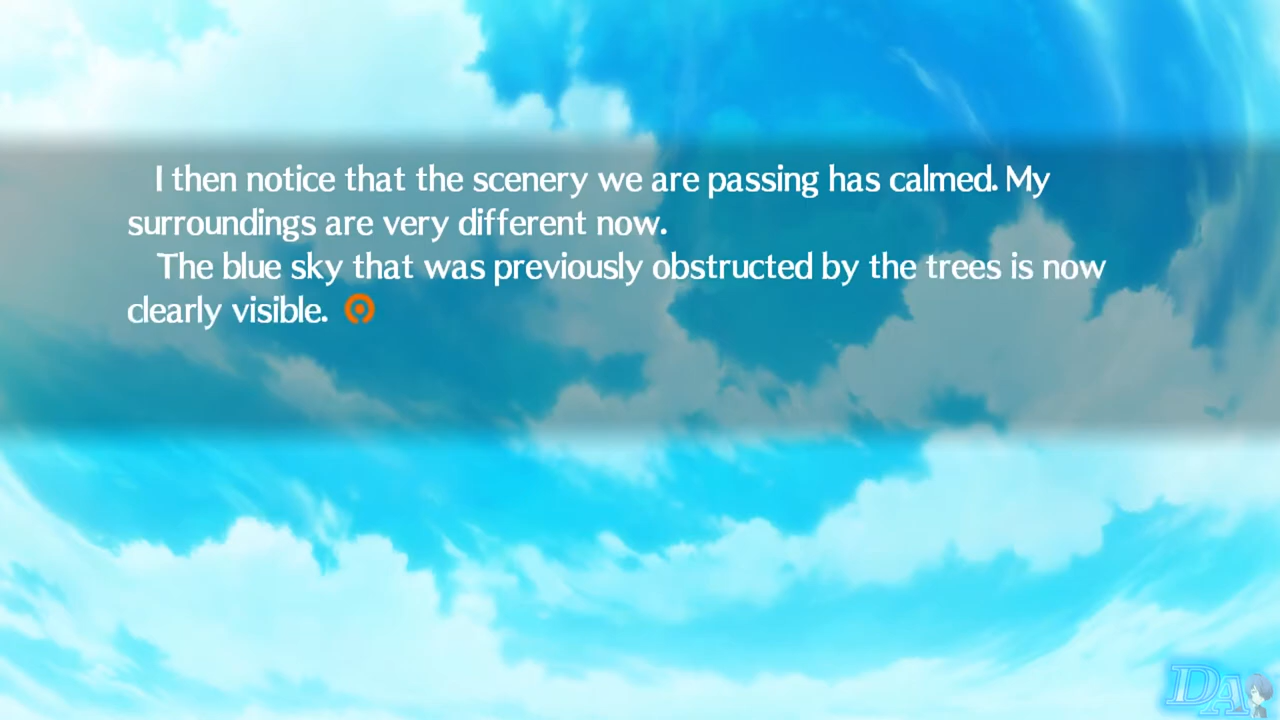 I then notice that the scenery we are passing has calmed. My
surroundings are very different now.
The blue sky that was previously obstructed by the trees is now
clearly visible.
DA